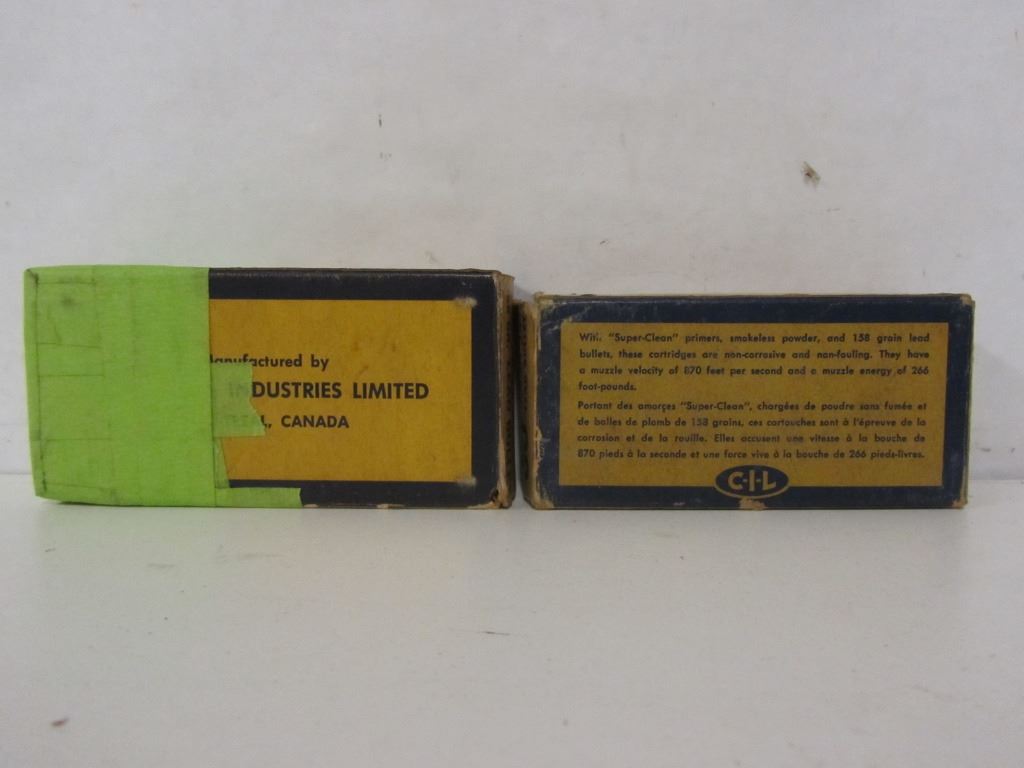 Manufactured by
INDUSTRIES LIMITED
CANADA
With "Super-Clean" primers, smokeless powder, and 158 grain lead
bullets, these cartridges are non-corrosive and non-fouling. They have
a muzzle velocity of 870 feet per second and a muzzle energy of 266
foot-pounds.
Portant des amorçes "Super-Clean", chargées de poudre sans fumée et
de balles de plomb de 158 grains, ces cartouches sont à l'épreuve de la
corrosion et de la rouille. Elles accusent une vitesse à la bouche de
870 pieds à la seconde et une force vive à la bouche de 266 pieds-livres.
C-I-L